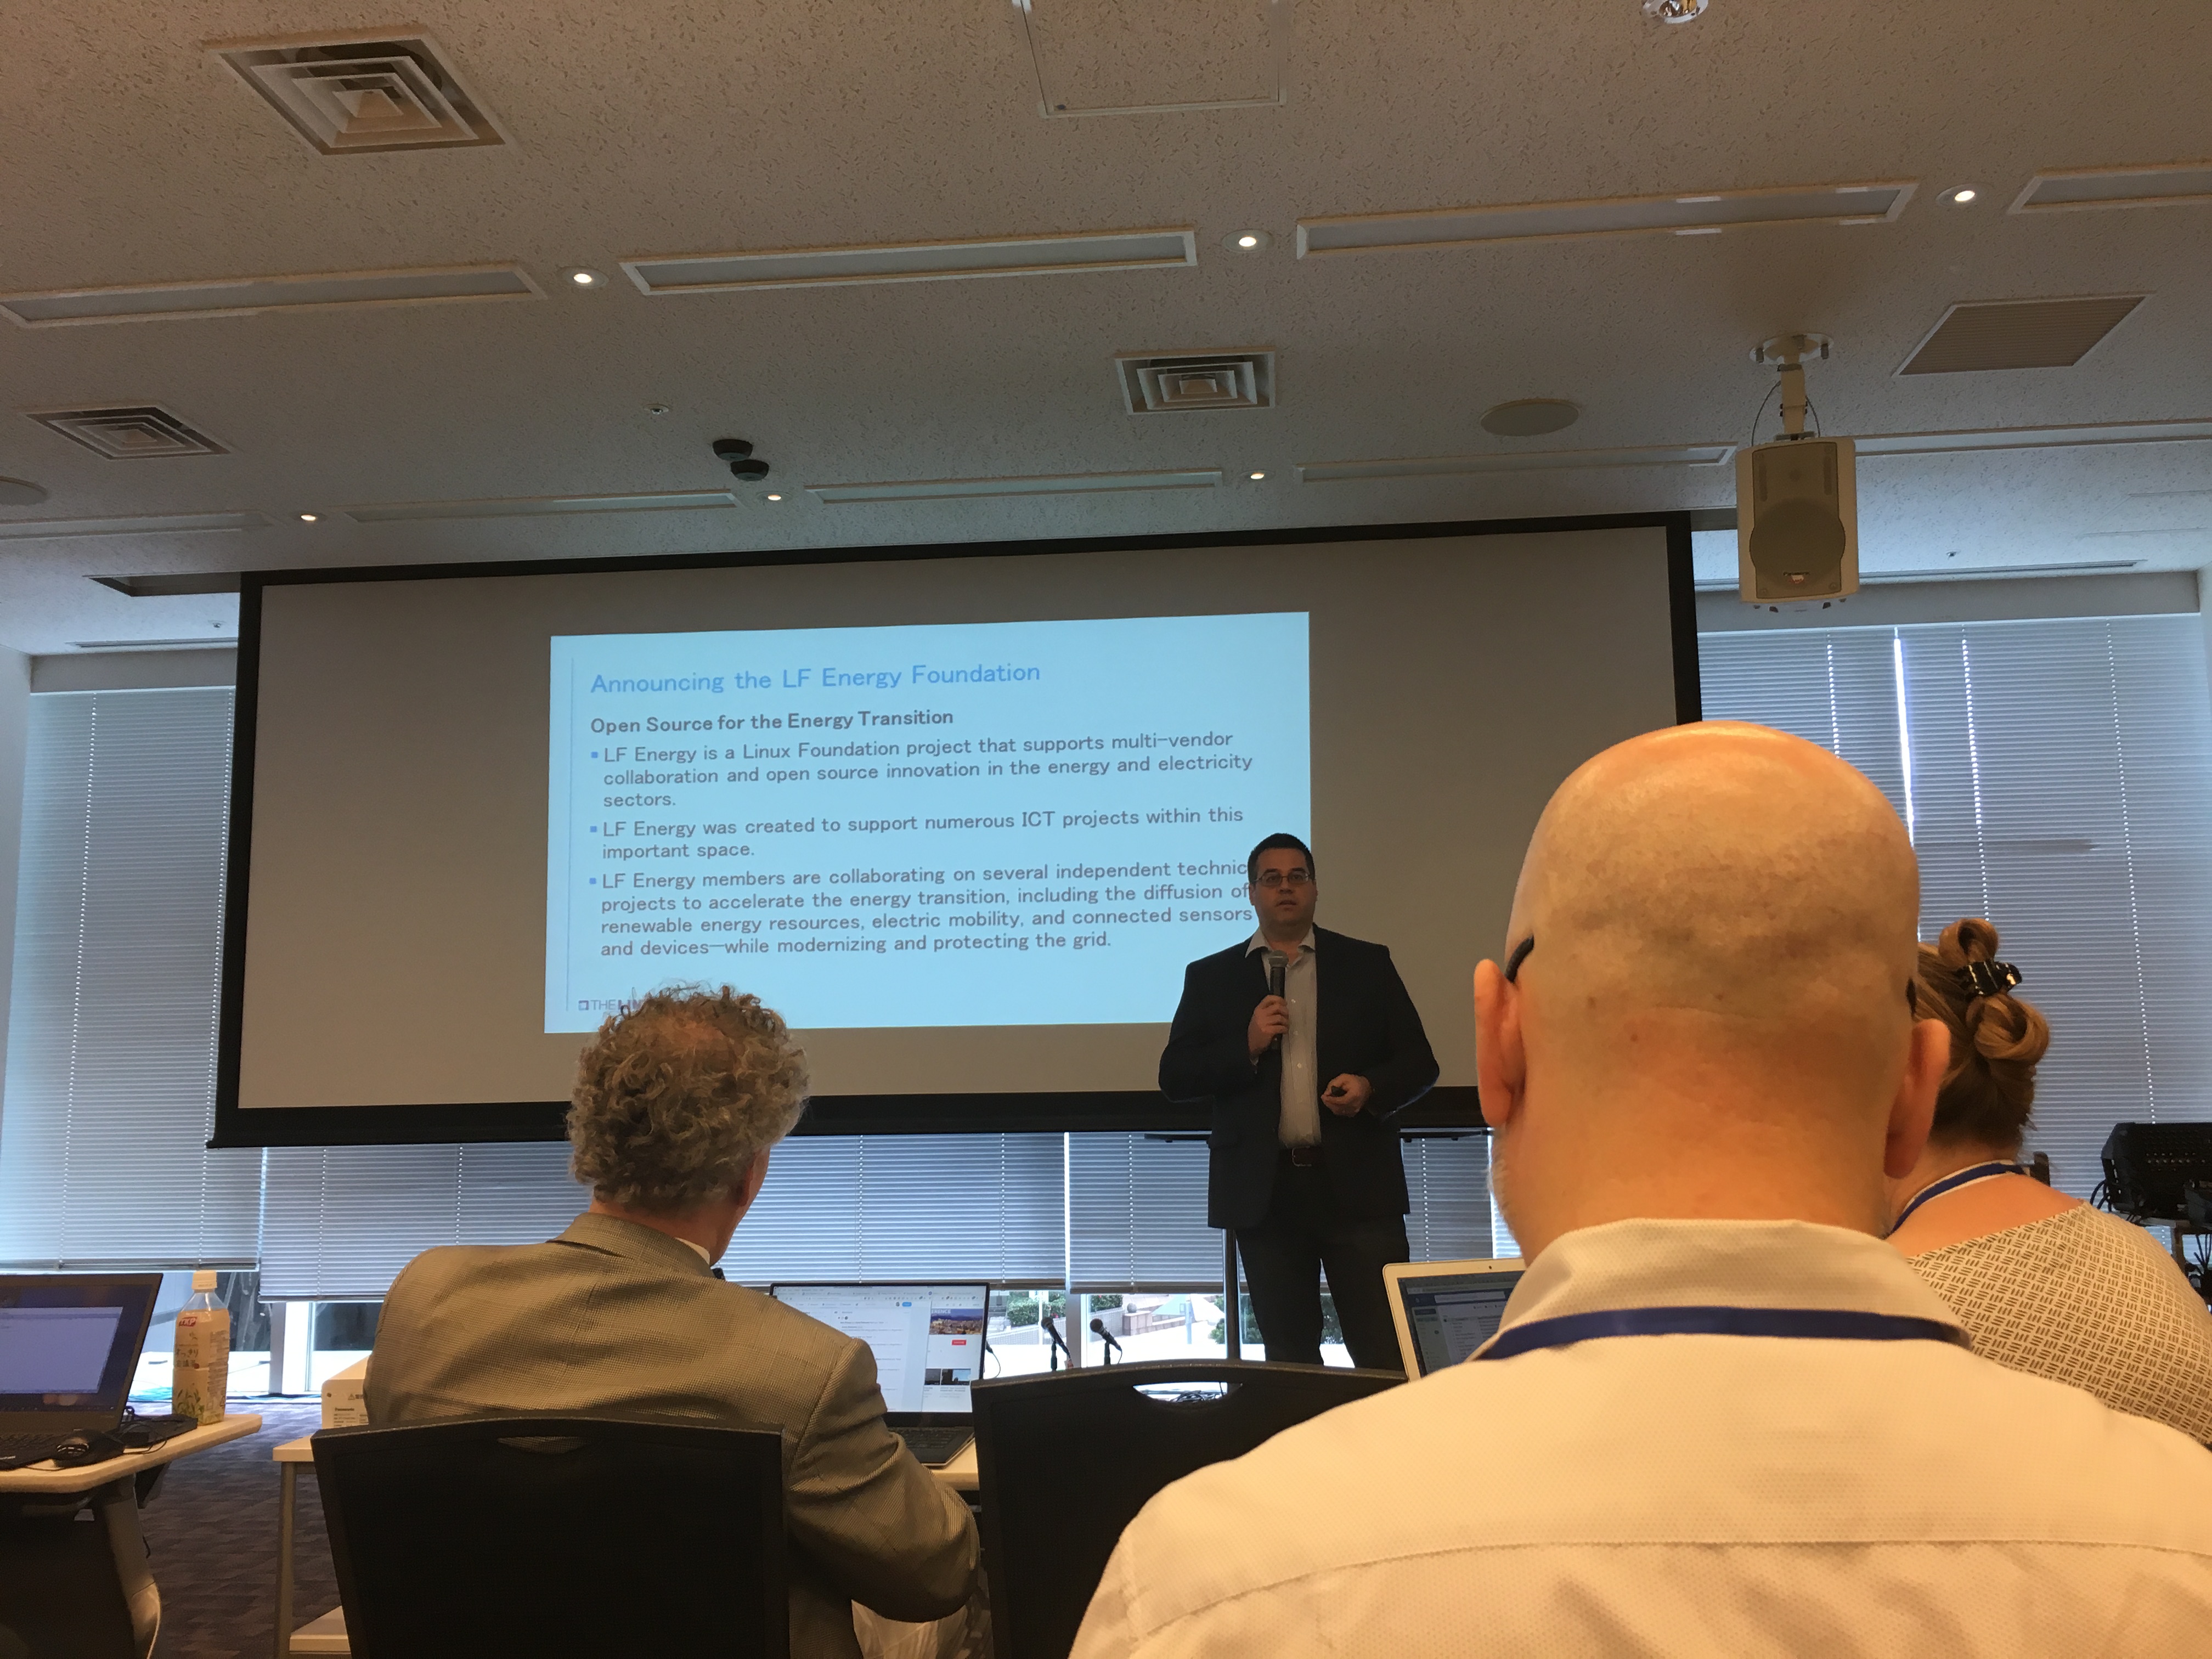 Announcing the LF Energy Foundation
Open Source for the Energy Transition
▪ LF Energy is a Linux Foundation project that supports multi-vendor
collaboration and open source innovation in the energy and electricity
sectors.
▪ LF Energy was created to support numerous ICT projects within this
important space.
▪ LF Energy members are collaborating on several independent technic
projects to accelerate the energy transition, including the diffusion of
renewable energy resources, electric mobility, and connected sensors
and devices—while modernizing and protecting the grid.
THE